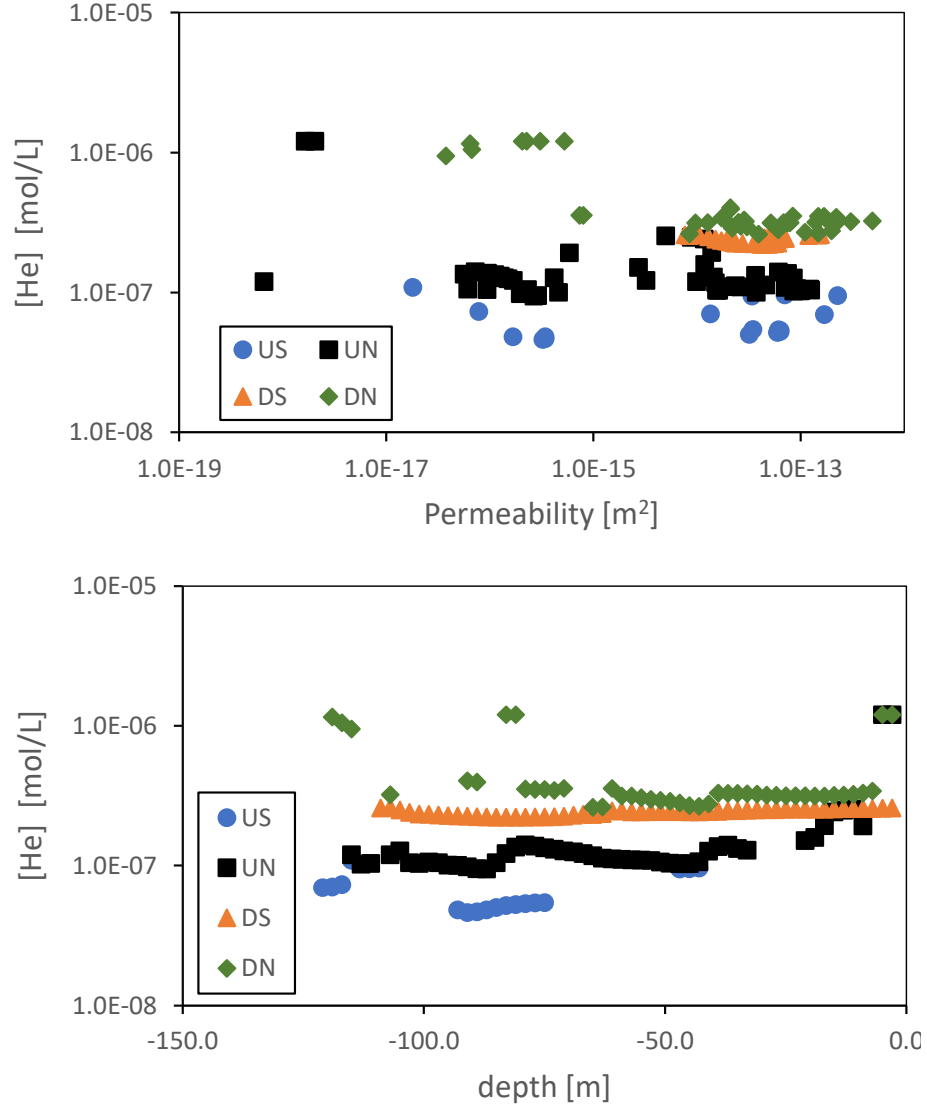 1.0E-05
1.0E-06
1.0E-07
1.0E-08
[He] [mol/L]
US UN
DS DN
1.0E-19 1.0E-17 1.0E-15 1.0E-13
Permeability [m²]
1.0E-05
1.0E-06
1.0E-07
1.0E-08
[He] [mol/L]
US
UN
DS
DN
-150.0 -100.0 -50.0 0.0
depth [m]